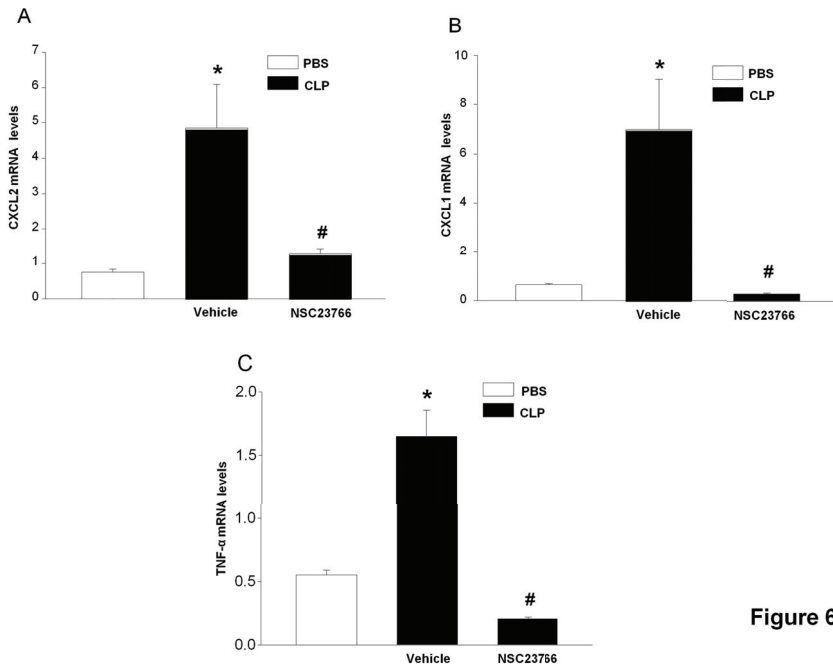 A
CXCL2 mRNA levels
7
6
5
4
3
2
1
0
*
#
PBS
CLP
Vehicle
NSC23766
B
CXCL1 mRNA levels
10
8
6
4
2
0
*
#
PBS
CLP
Vehicle
NSC23766
C
TNF-α mRNA levels
2.0
1.5
1.0
0.5
0.0
*
#
PBS
CLP
Vehicle
NSC23766
Figure 6